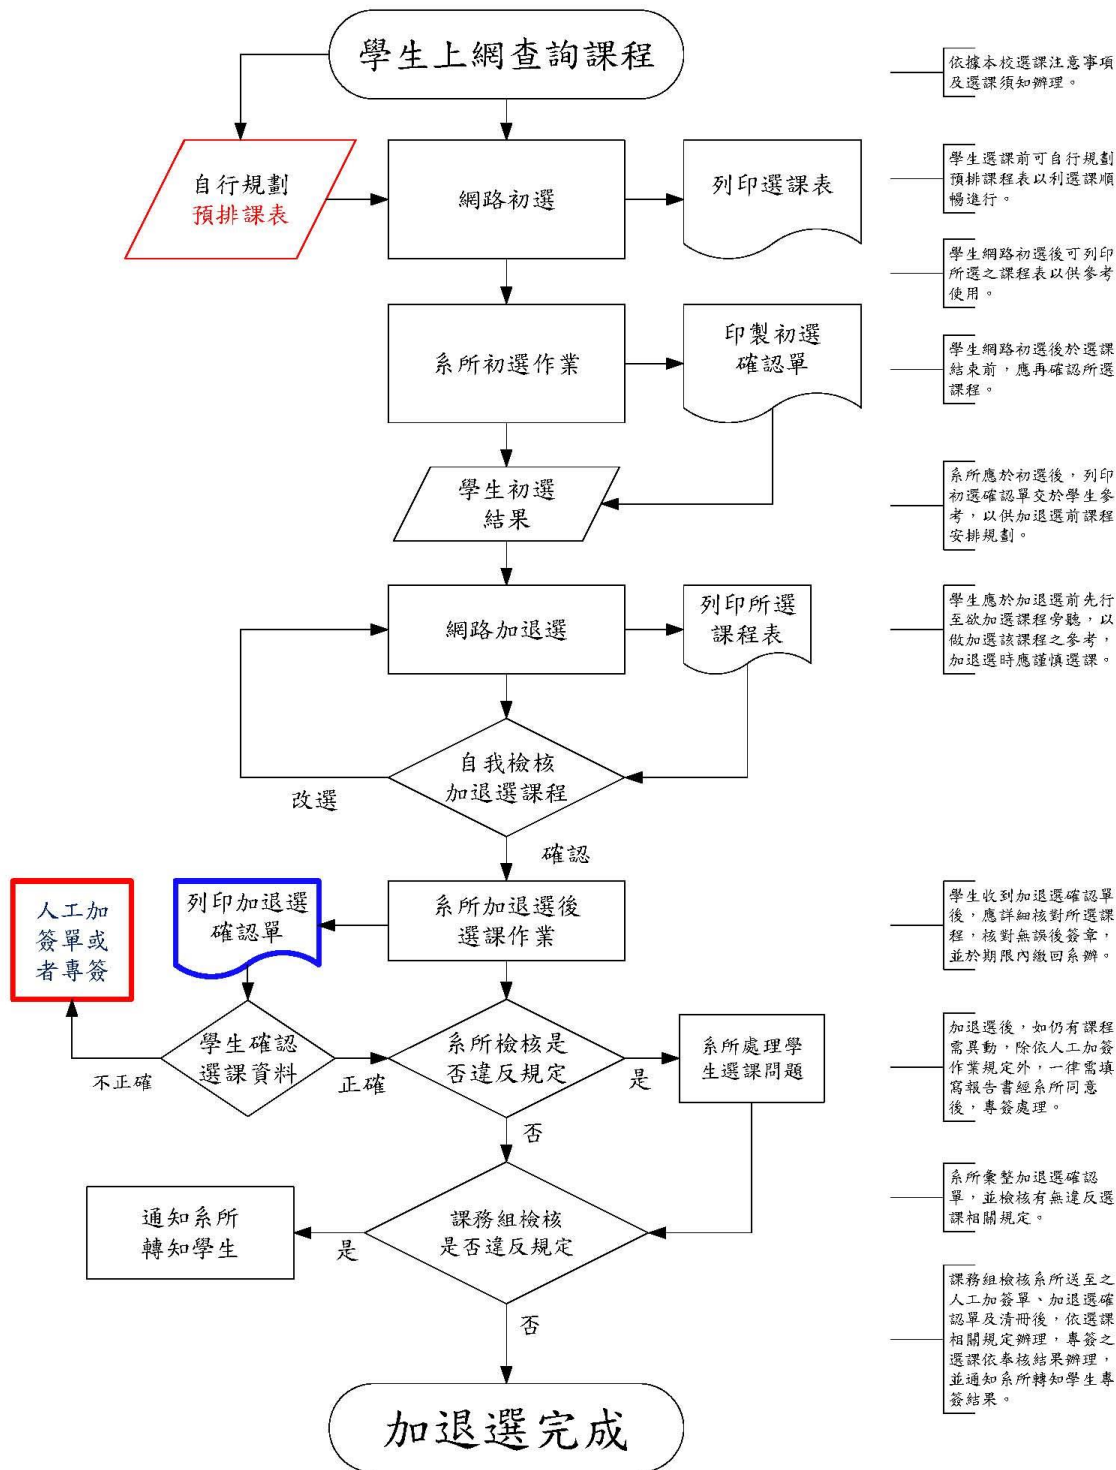 學生上網查詢課程
依據本校選課注意事項
及選課須知辦理。
自行規劃
預排課表
網路初選
列印選課表
學生選課前可自行規劃
預排課程表以利選課順
暢進行。
學生網路初選後可列印
所選之課程表以供參考
使用。
系所初選作業
印製初選
確認單
學生網路初選後於選課
結束前，應再確認所選
課程。
學生初選
結果
系所應於初選後，列印
初選確認單交於學生參
考，以供加退選前課程
安排規劃。
網路加退選
列印所選
課程表
學生應於加退選前先行
至欲加選課程旁聽，以
做加選該課程之參考，
加退選時應謹慎選課。
自我檢核
加退選課程
改選
確認
人工加
簽單或
者專簽
列印加退選
確認單
系所加退選後
選課作業
學生收到加退選確認單
後，應詳細核對所選課
程，核對無誤後簽章，
並於期限內繳回系辦。
學生確認
選課資料
不正確
正確
系所檢核是
否違反規定
是
否
系所處理學
生選課問題
加退選後，如仍有課程
需異動，除依人工加簽
作業規定外，一律需填
寫報告書經系所同意
後，專簽處理。
通知系所
轉知學生
是
課務組檢核
是否違反規定
否
系所彙整加退選確認
單，並檢核有無違反選
課相關規定。
課務組檢核系所送至之
人工加簽單、加退選確
認單及清冊後，依選課
相關規定辦理，專簽之
選課依奉核結果辦理，
並通知系所轉知學生專
簽結果。
加退選完成